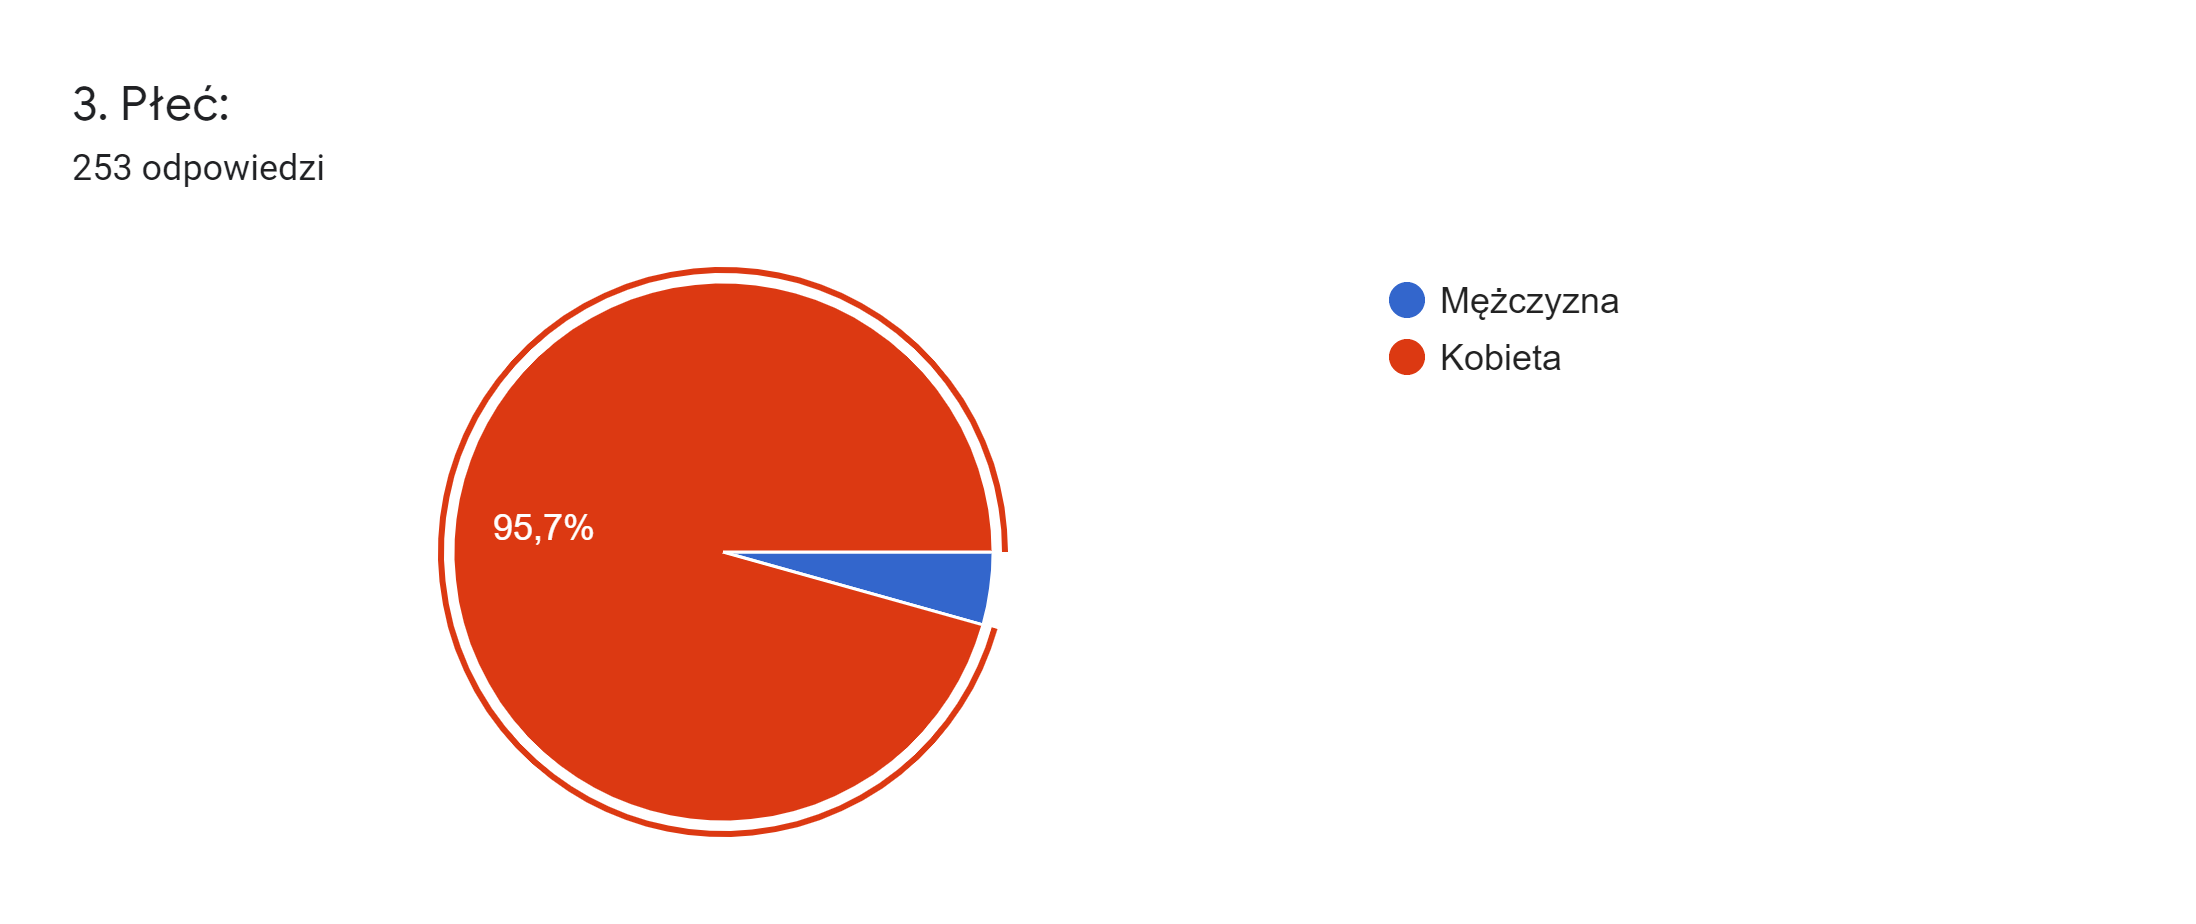 3. Płeć:
253 odpowiedzi
Mężczyzna
Kobieta
95,7%